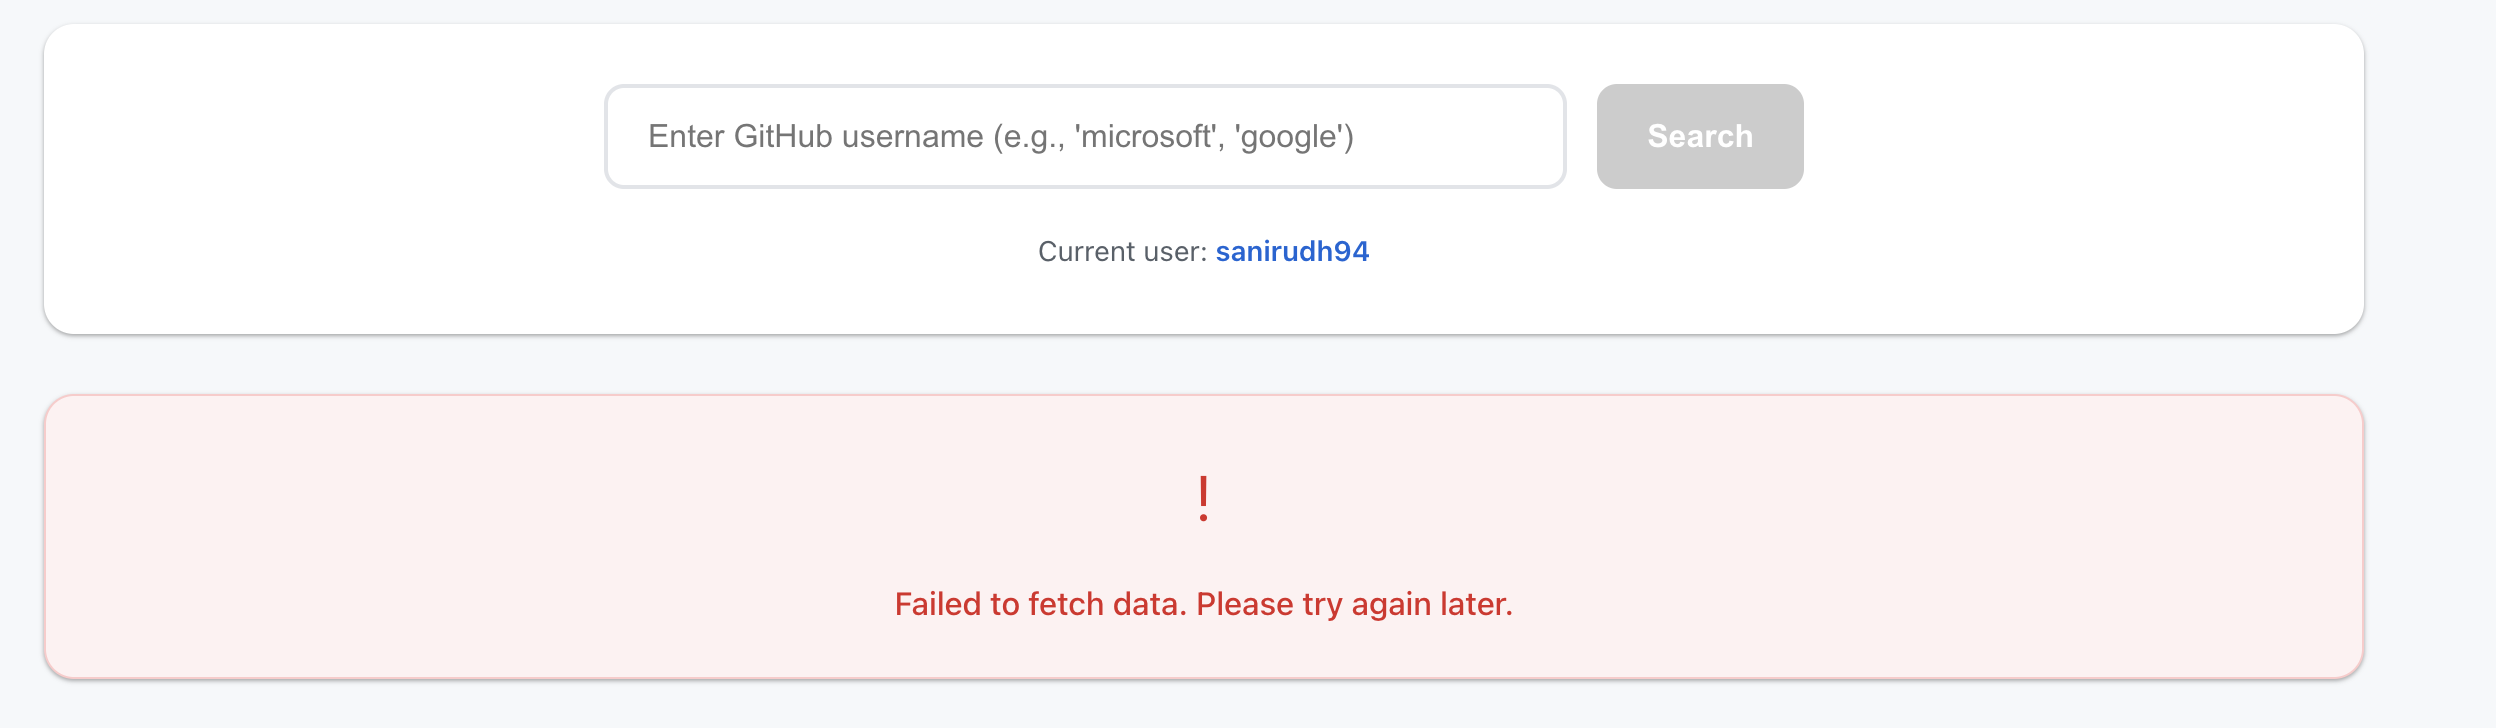 Enter GitHub username (e.g., 'microsoft', 'google')
Search
Current user: sanirudh94
!
Failed to fetch data. Please try again later.